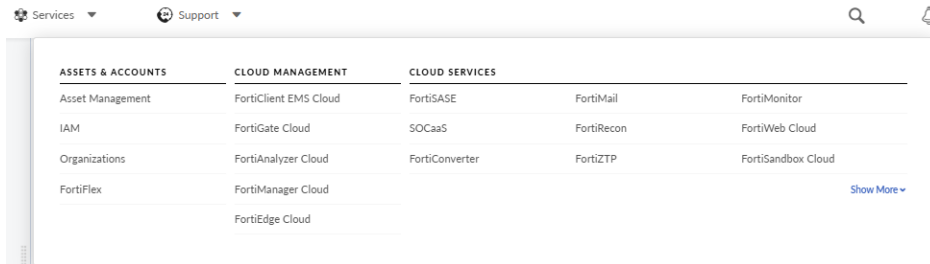 Services Support
ASSETS & ACCOUNTS CLOUD MANAGEMENT CLOUD SERVICES
Asset Management FortiClient EMS Cloud FortiSASE FortiMail FortiMonitor
IAM FortiGate Cloud SOCaaS FortiRecon FortiWeb Cloud
Organizations FortiAnalyzer Cloud FortiConverter FortiZTP FortiSandbox Cloud
FortiFlex FortiManager Cloud Show More
FortiEdge Cloud